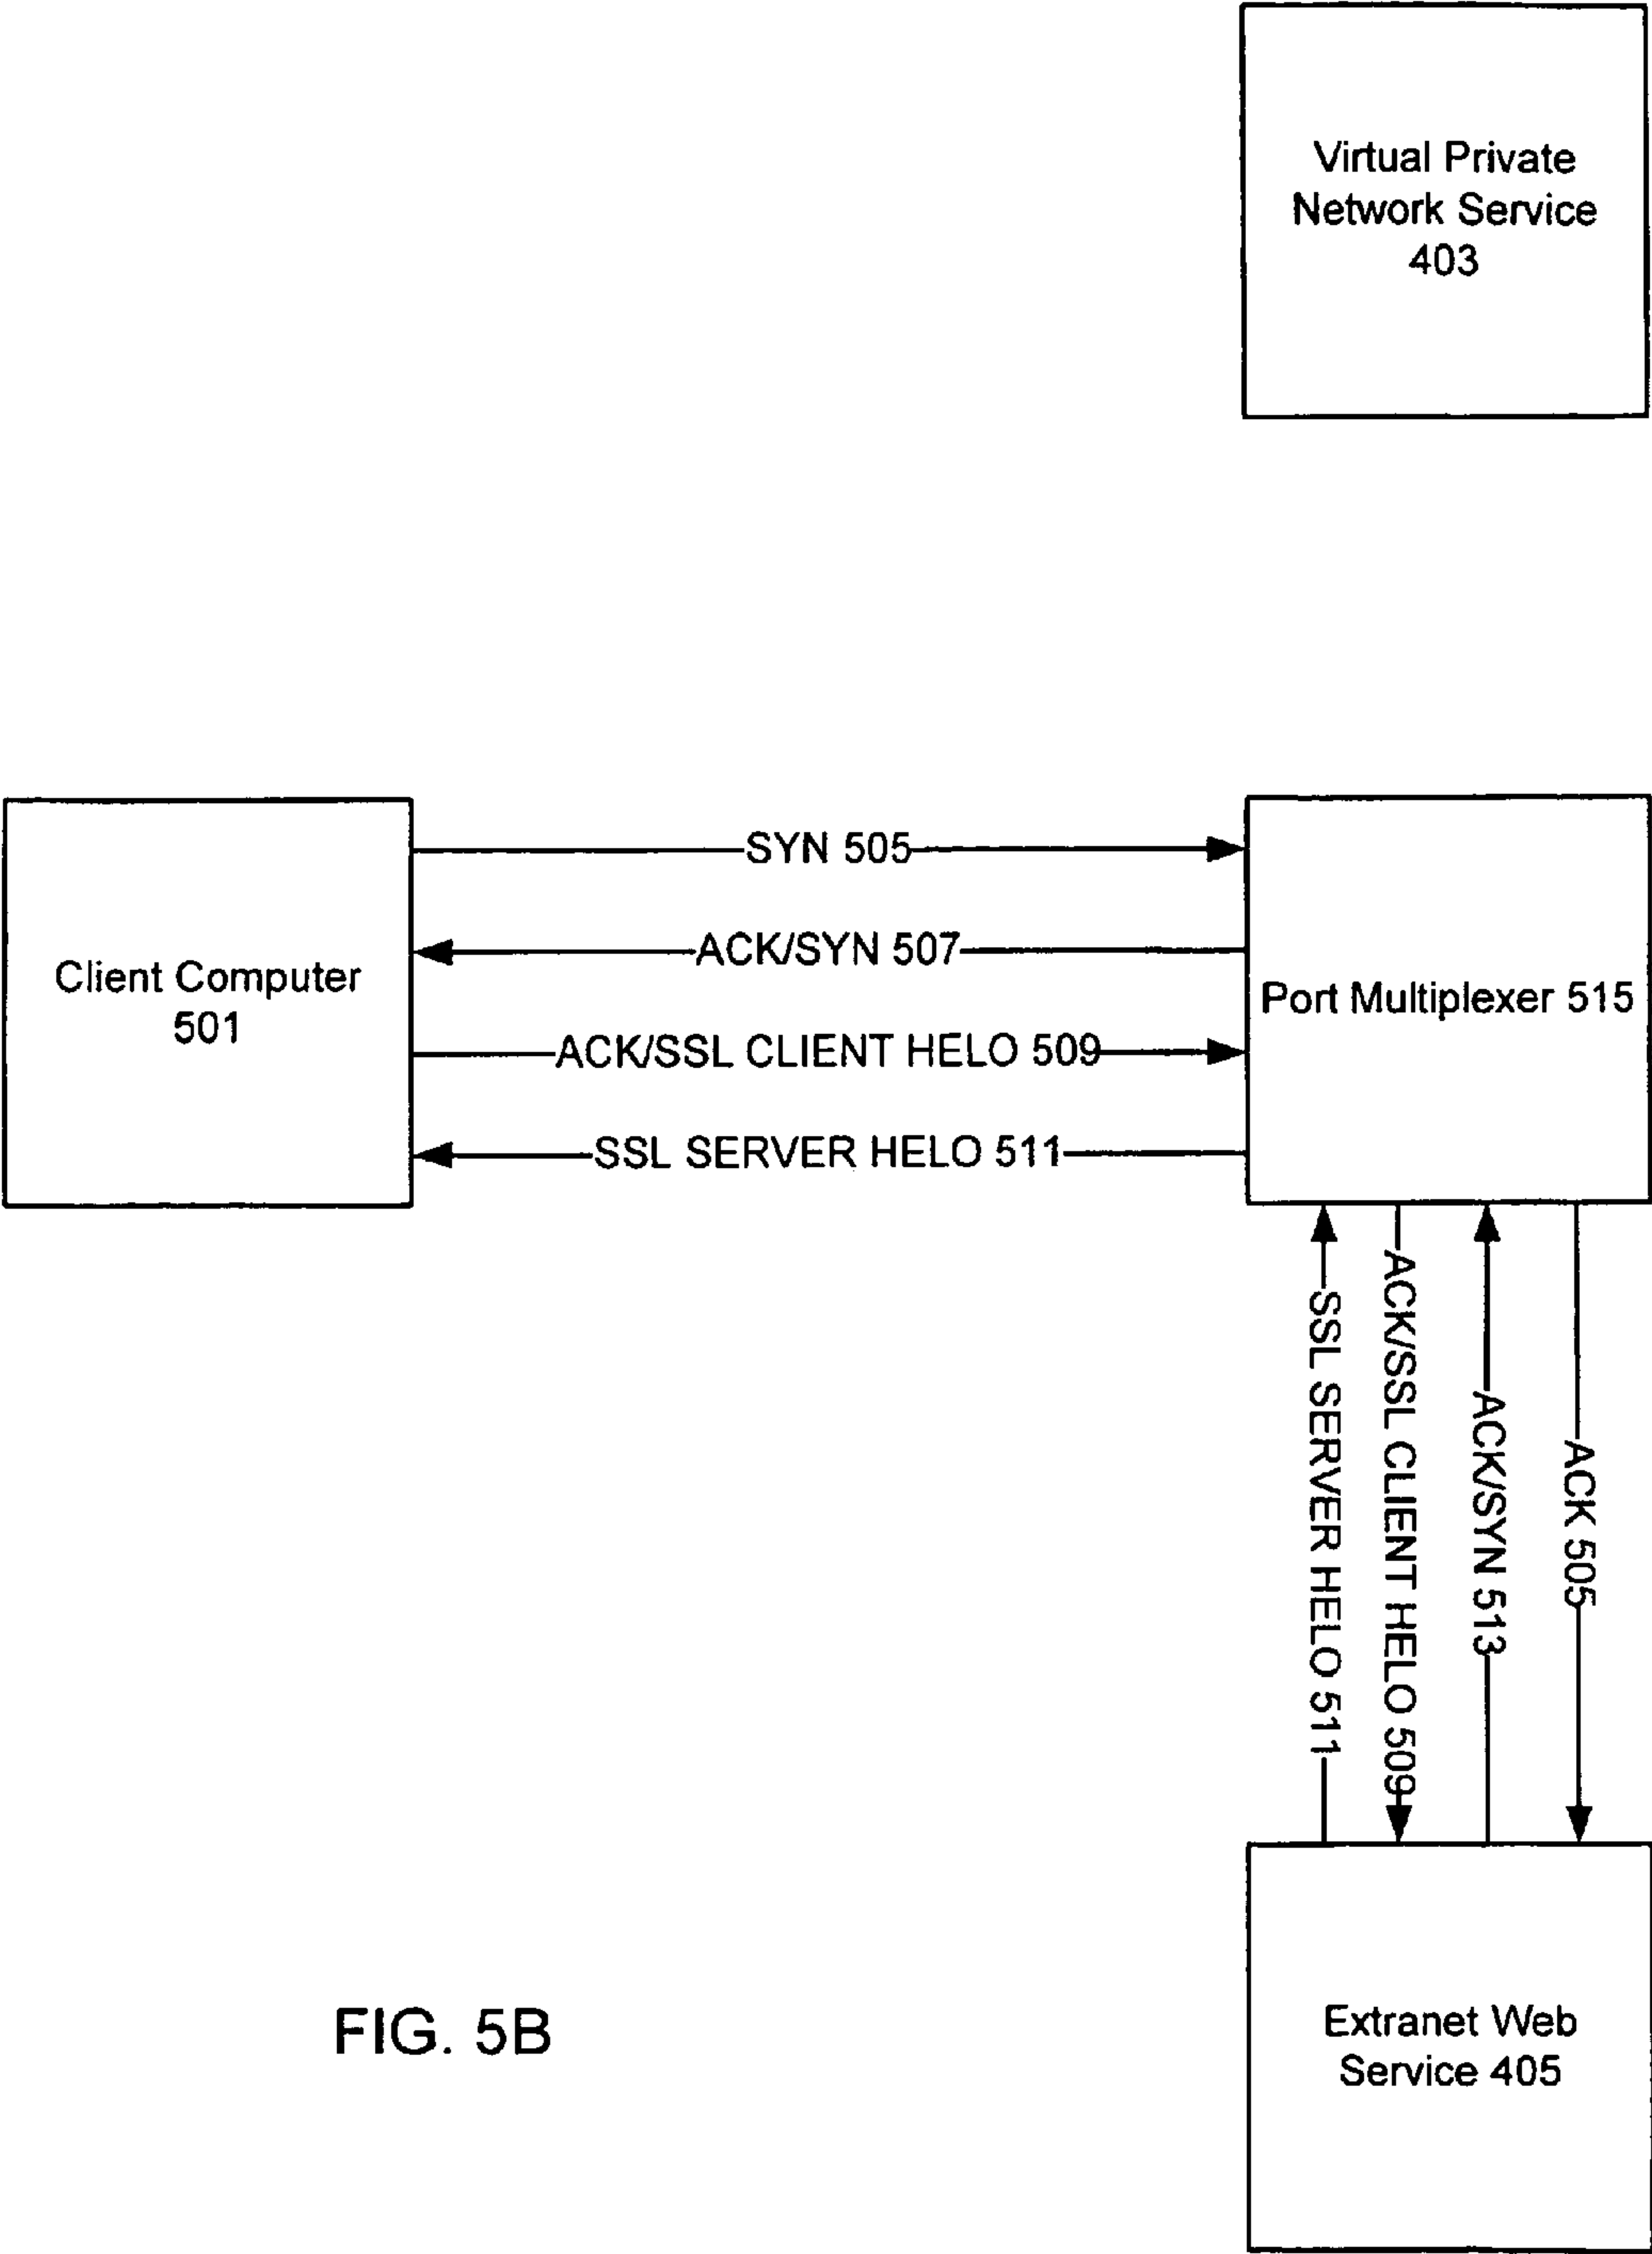 Virtual Private
Network Service
403
SYN 505
ACK/SYN 507
Client Computer
501
Port Multiplexer 515
ACK/SSL CLIENT HELO 509
SSL SERVER HELO 511
SSL SERVER HELO 511
ACK/SSL CLIENT HELO 509
ACK/SYN 513
ACK 505
Extranet Web
Service 405
FIG. 5B